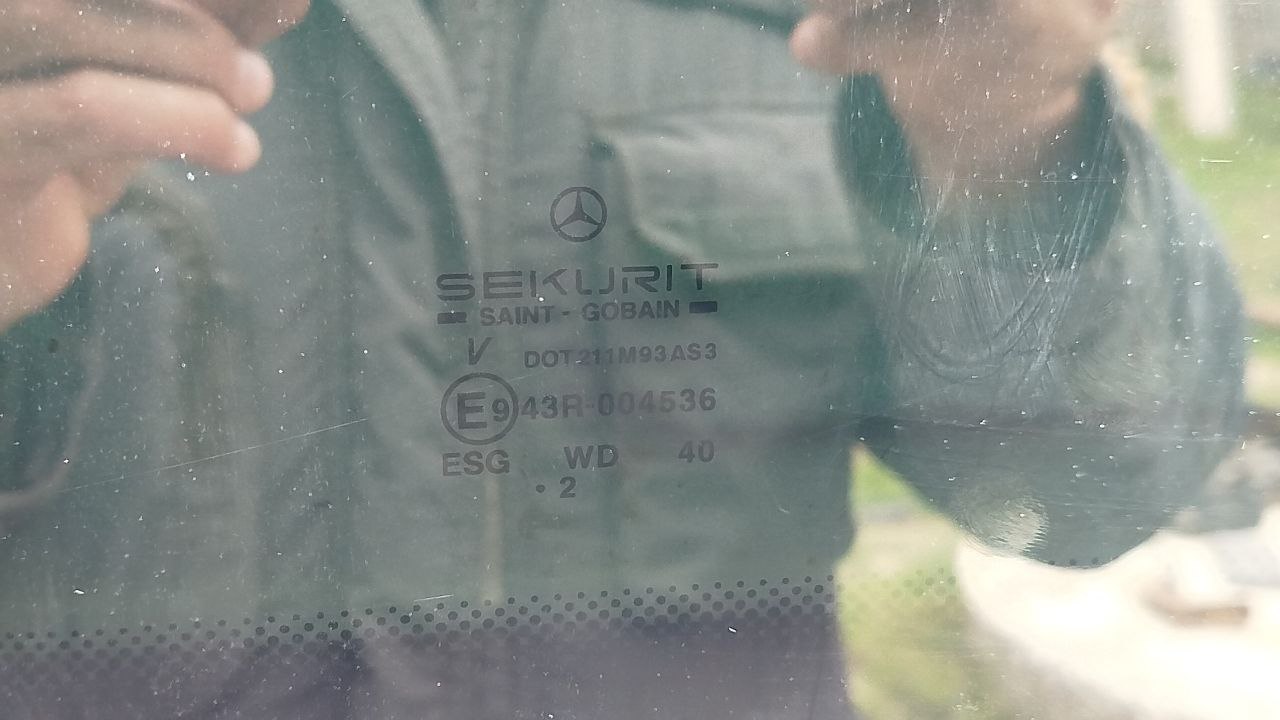 SEKURIT
SAINT - GOBAIN
V DOT211M93AS3
E9 43R-004536
ESG WD 40
. 2